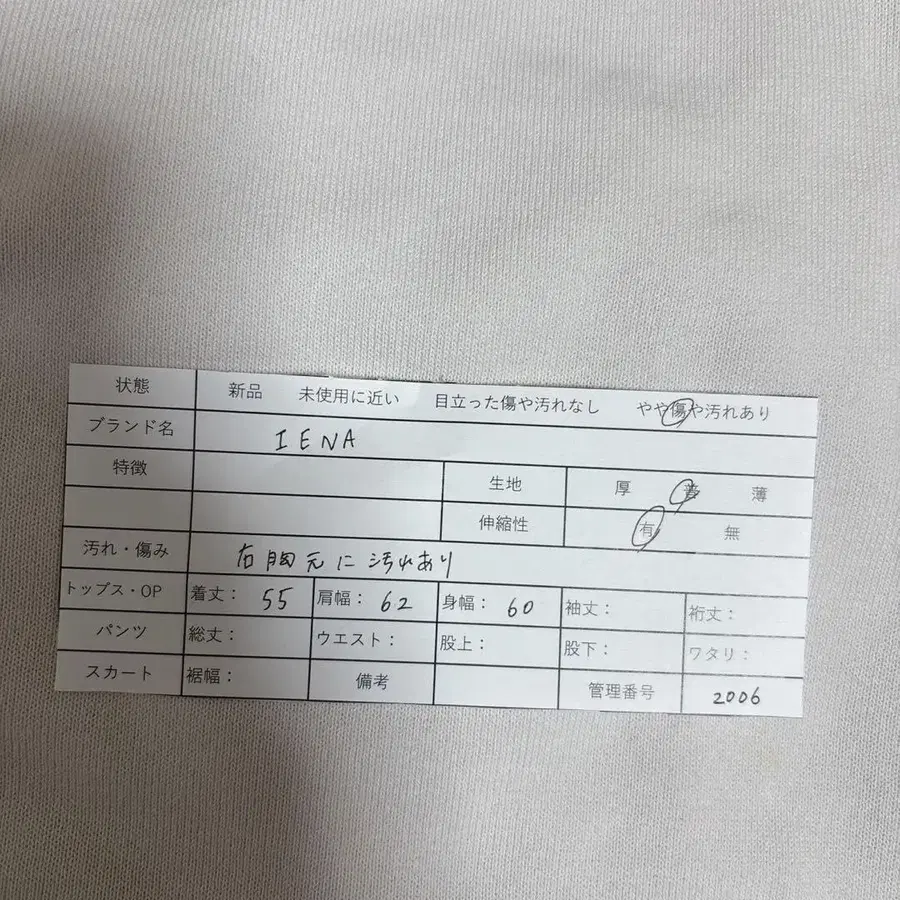 状態 新品 未使用に近い 目立った傷や汚れなし やや傷や汚れあり
ブランド名 IENA
特徴 生地 厚 普 薄
伸縮性 有 無
汚れ・傷み 右胸元に汚れあり
トップス・OP 着丈： 55 肩幅： 62 身幅： 60 袖丈： 裄丈：
パンツ 総丈： ウエスト： 股上： 股下： ワタリ：
スカート 裾幅： 備考 管理番号 2006